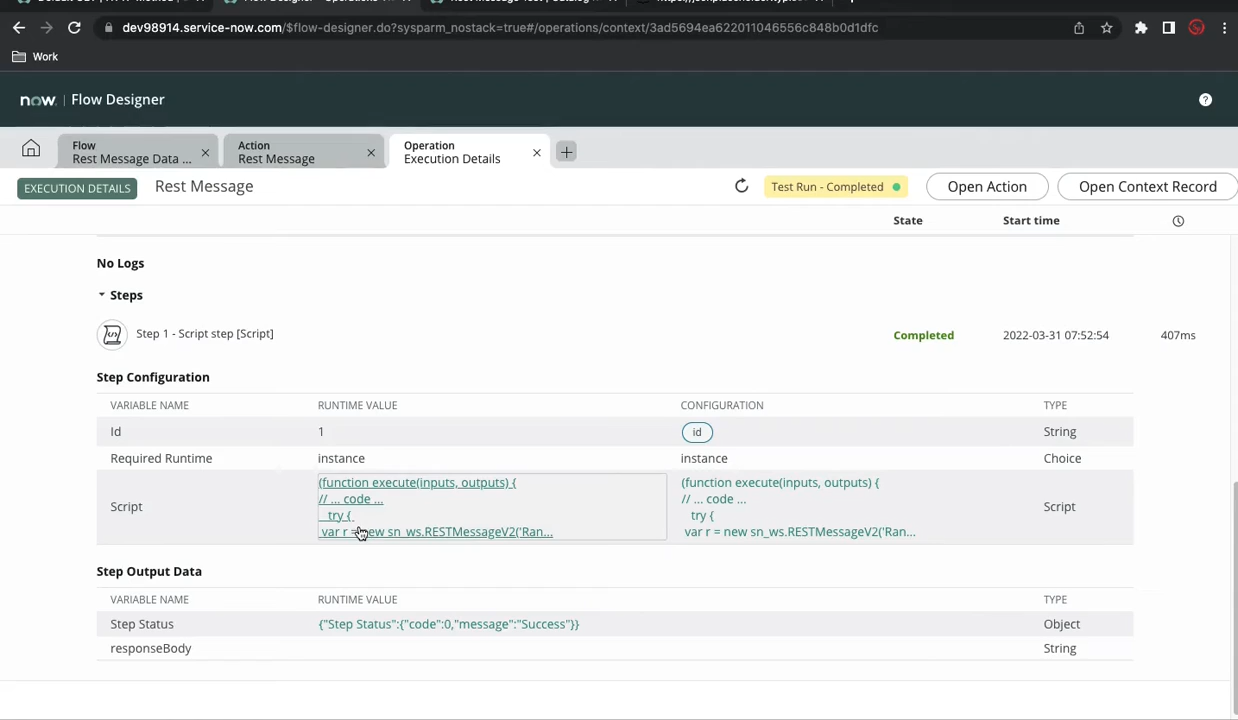 dev98914.service-now.com/$flow-designer.do?sysparm_nostack=true#/operations/context/3ad5694ea622011046556c848b0d1dfc
Work
now. | Flow Designer
Flow
Rest Message Data ...
Action
Rest Message
Operation
Execution Details
EXECUTION DETAILS
Rest Message
Test Run - Completed
Open Action
Open Context Record
State
Start time
No Logs
Steps
Step 1 - Script step [Script]
Completed
2022-03-31 07:52:54
407ms
Step Configuration
VARIABLE NAME
RUNTIME VALUE
CONFIGURATION
TYPE
Id
1
id
String
Required Runtime
instance
instance
Choice
Script
(function execute(inputs, outputs) {
// ... code ...
try {
var r = new sn_ws.RESTMessageV2('Ran...
(function execute(inputs, outputs) {
// ... code ...
try {
var r = new sn_ws.RESTMessageV2('Ran...
Script
Step Output Data
VARIABLE NAME
RUNTIME VALUE
TYPE
Step Status
{"Step Status":{"code":0,"message":"Success"}}
Object
responseBody
String